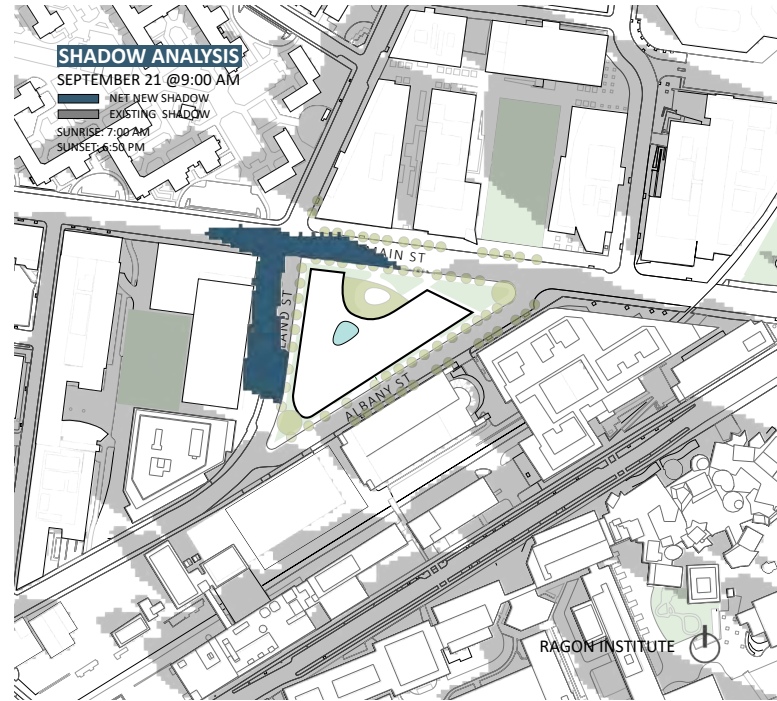 SHADOW ANALYSIS
SEPTEMBER 21 @9:00 AM
NET NEW SHADOW
EXISTING SHADOW
SUNRISE: 7:00 AM
SUNSET: 6:50 PM
AIN ST
LAND ST
ALBANY ST
RAGON INSTITUTE